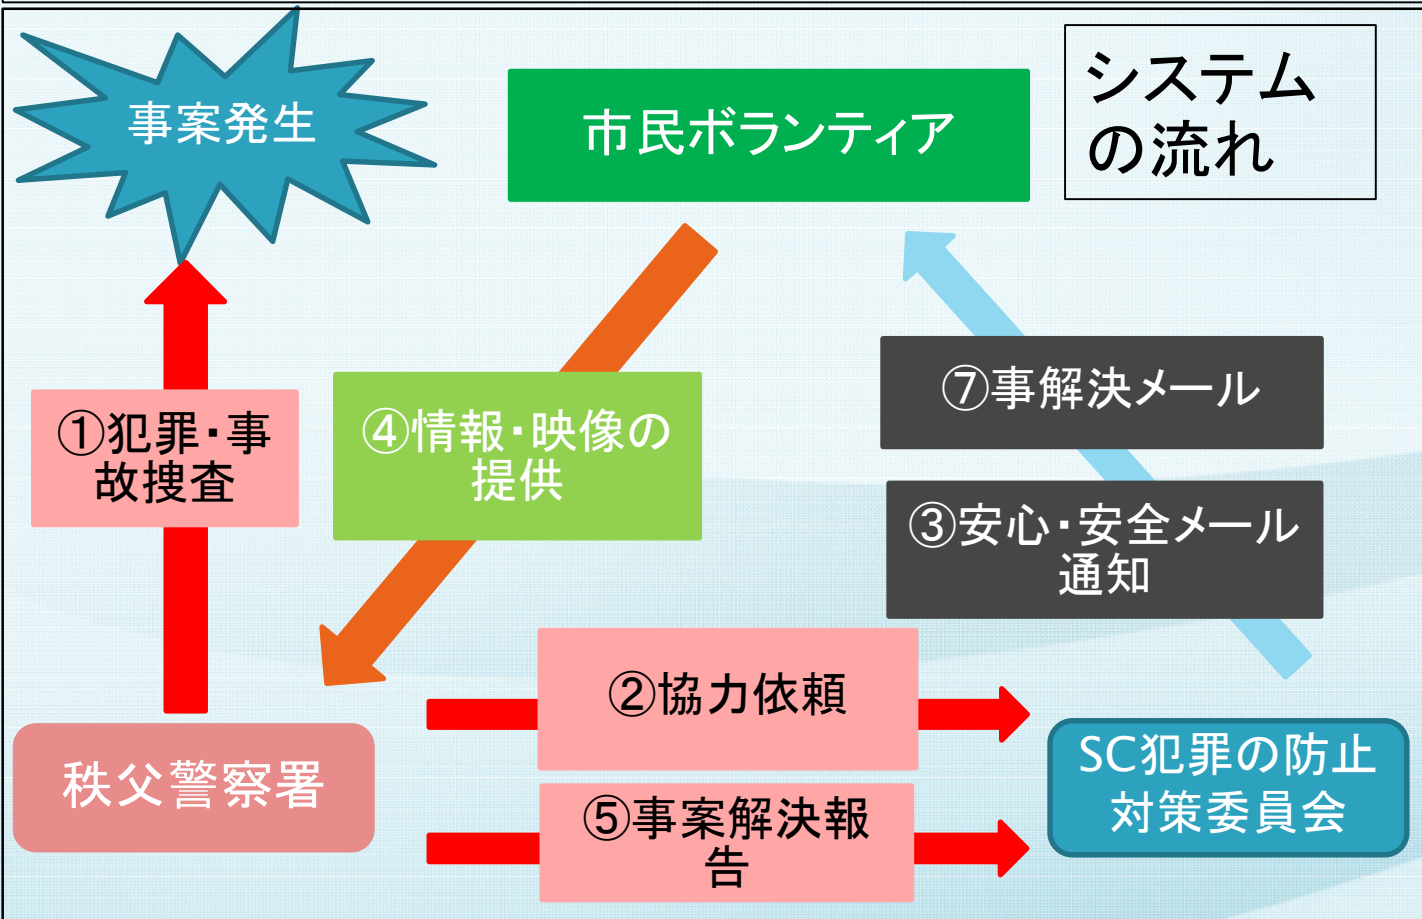 事案発生
市民ボランティア
システム
の流れ
①犯罪・事
故捜査
④情報・映像の
提供
⑦事解決メール
③安心・安全メール
通知
②協力依頼
秩父警察署
⑤事案解決報
告
SC犯罪の防止
対策委員会